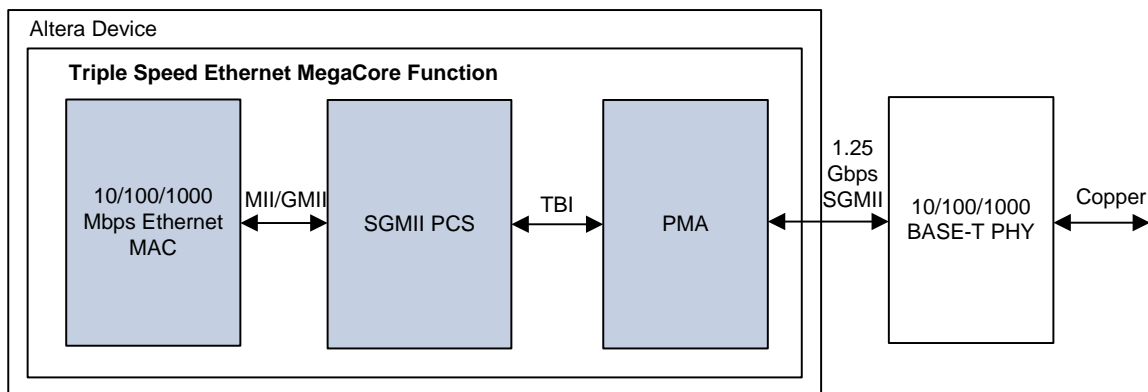 Altera Device
Triple Speed Ethernet MegaCore Function
10/100/1000
Mbps Ethernet
MAC
MII/GMII
SGMII PCS
TBI
PMA
1.25
Gbps
SGMII
10/100/1000
BASE-T PHY
Copper